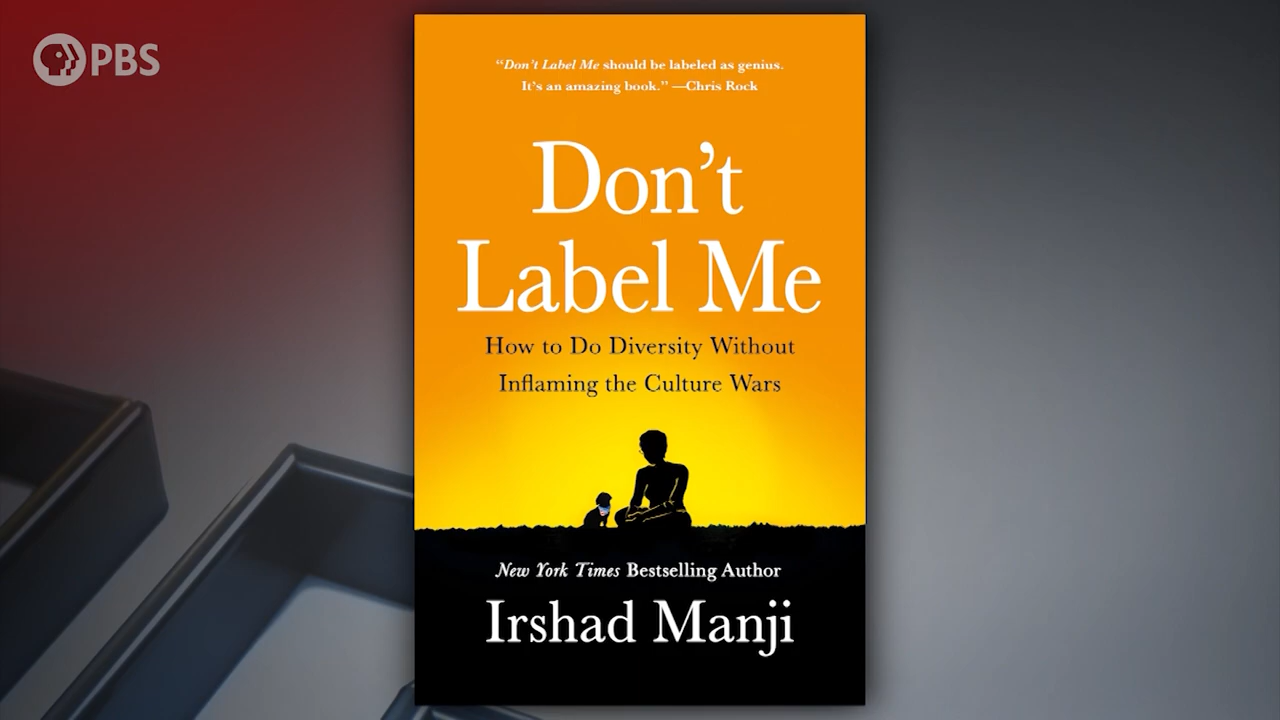 PBS
“Don’t Label Me should be labeled as genius.
It’s an amazing book.” —Chris Rock
Don’t
Label Me
How to Do Diversity Without
Inflaming the Culture Wars
New York Times Bestselling Author
Irshad Manji